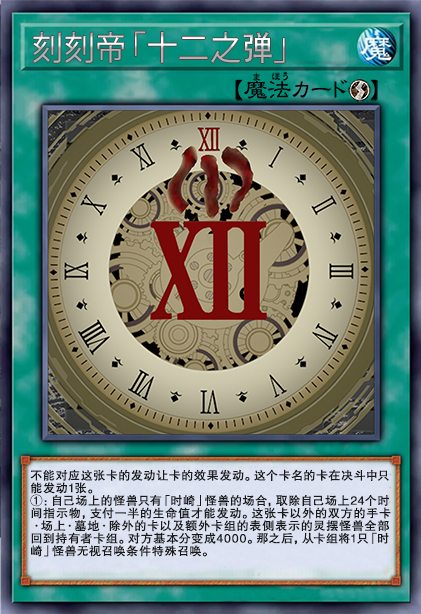 刻刻帝「十二之弹」
魔
【魔法カード】
まほう
XII
I
II
III
IV
V
VI
VII
VIII
IX
X
XI
XII
不能对应这张卡的发动让卡的效果发动。这个卡名的卡在决斗中只
能发动1张。
①:自己场上的怪兽只有「时崎」怪兽的场合,取除自己场上24个时
间指示物,支付一半的生命值才能发动。这张卡以外的双方的手卡
·场上·墓地·除外的卡以及额外卡组的表侧表示的灵摆怪兽全部
回到持有者卡组。对方基本分变成4000。那之后,从卡组将1只「时
崎」怪兽无视召唤条件特殊召唤。